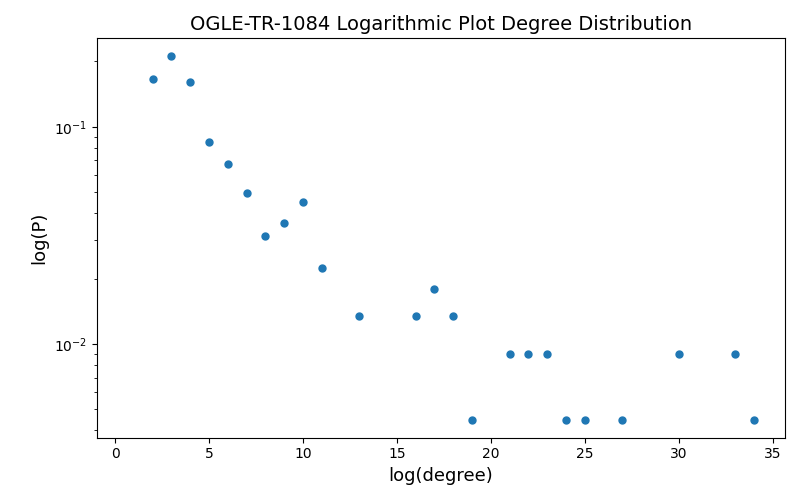 OGLE-TR-1084 Logarithmic Plot Degree Distribution
log(P)
10⁻¹
10⁻²
0 5 10 15 20 25 30 35
log(degree)